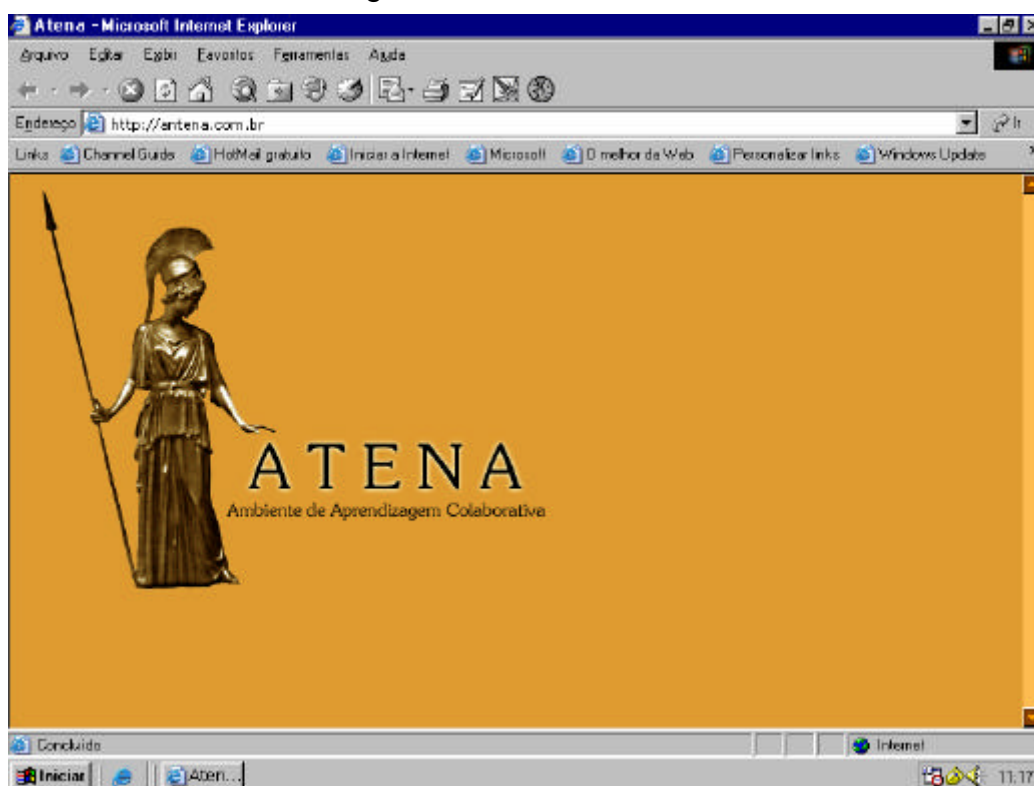 Atena - Microsoft Internet Explorer
Arquivo Editar Exibir Favoritos Ferramentas Ajuda
Endereço http://antena.com.br Ir
Links Channel Guide HotMail gratuito Iniciar a Internet Microsoft O melhor da Web Personalizar links Windows Update
ATENA
Ambiente de Aprendizagem Colaborativa
Concluído Internet
Iniciar Aten... 11:17